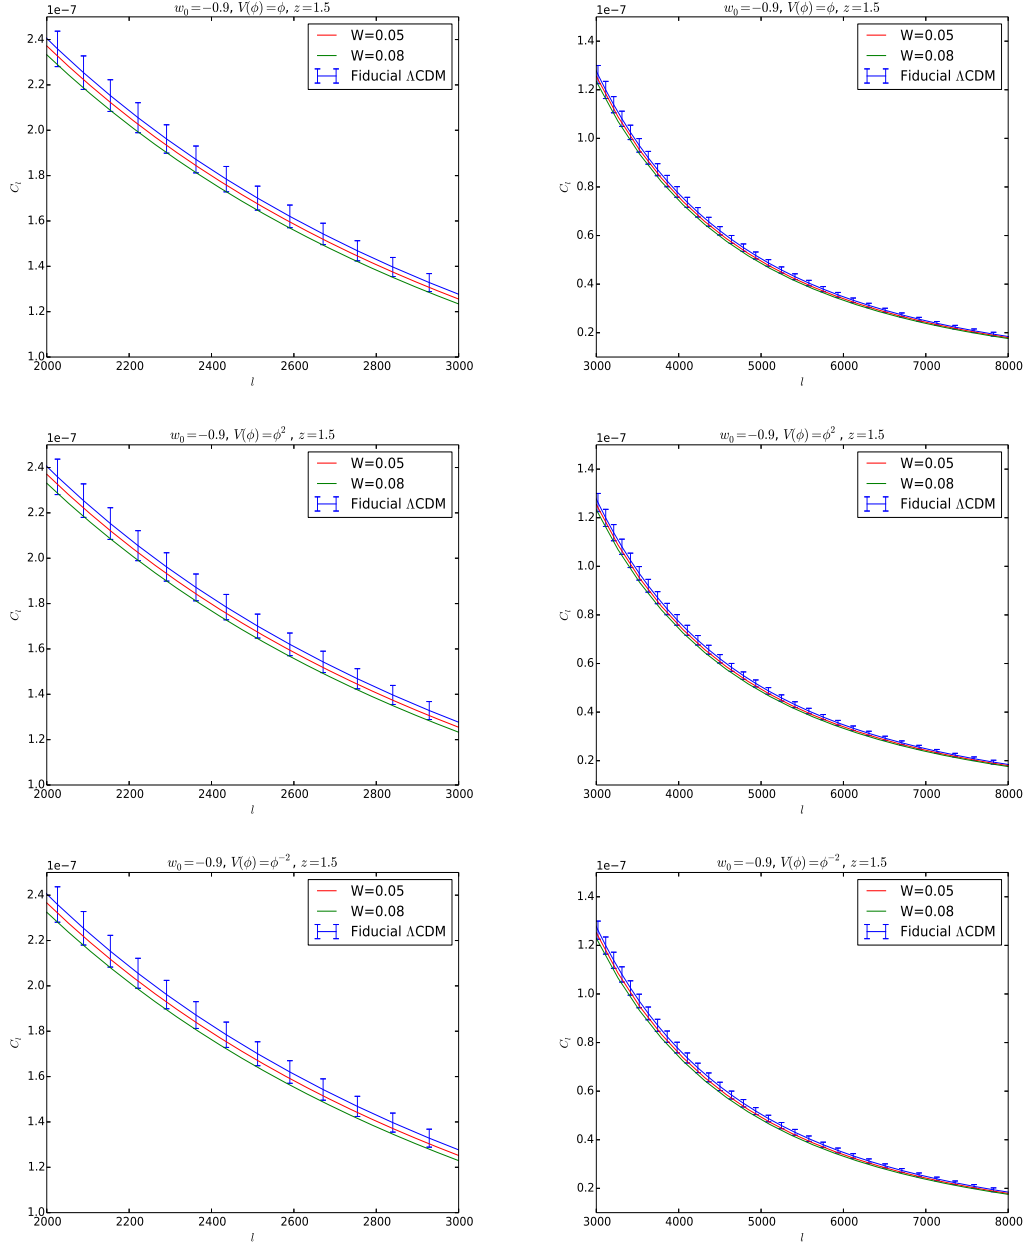 w₀=−0.9, V(ϕ)=ϕ, z=1.5
1e−7
2.4
2.2
2.0
1.8
1.6
1.4
1.2
1.0
C_l
W=0.05
W=0.08
Fiducial ΛCDM
2000 2200 2400 2600 2800 3000
l
w₀=−0.9, V(ϕ)=ϕ, z=1.5
1e−7
1.4
1.2
1.0
0.8
0.6
0.4
0.2
C_l
W=0.05
W=0.08
Fiducial ΛCDM
3000 4000 5000 6000 7000 8000
l
w₀=−0.9, V(ϕ)=ϕ², z=1.5
1e−7
2.4
2.2
2.0
1.8
1.6
1.4
1.2
1.0
C_l
W=0.05
W=0.08
Fiducial ΛCDM
2000 2200 2400 2600 2800 3000
l
w₀=−0.9, V(ϕ)=ϕ², z=1.5
1e−7
1.4
1.2
1.0
0.8
0.6
0.4
0.2
C_l
W=0.05
W=0.08
Fiducial ΛCDM
3000 4000 5000 6000 7000 8000
l
w₀=−0.9, V(ϕ)=ϕ⁻², z=1.5
1e−7
2.4
2.2
2.0
1.8
1.6
1.4
1.2
1.0
C_l
W=0.05
W=0.08
Fiducial ΛCDM
2000 2200 2400 2600 2800 3000
l
w₀=−0.9, V(ϕ)=ϕ⁻², z=1.5
1e−7
1.4
1.2
1.0
0.8
0.6
0.4
0.2
C_l
W=0.05
W=0.08
Fiducial ΛCDM
3000 4000 5000 6000 7000 8000
l